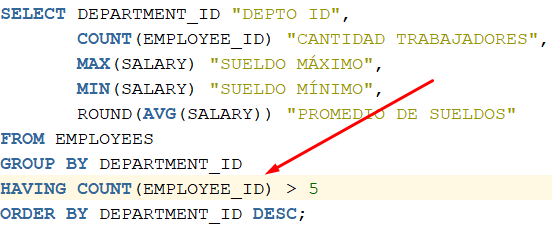 SELECT DEPARTMENT_ID "DEPTO ID",
COUNT(EMPLOYEE_ID) "CANTIDAD TRABAJADORES",
MAX(SALARY) "SUELDO MÁXIMO",
MIN(SALARY) "SUELDO MÍNIMO",
ROUND(AVG(SALARY)) "PROMEDIO DE SUELDOS"
FROM EMPLOYEES
GROUP BY DEPARTMENT_ID
HAVING COUNT(EMPLOYEE_ID) > 5
ORDER BY DEPARTMENT_ID DESC;